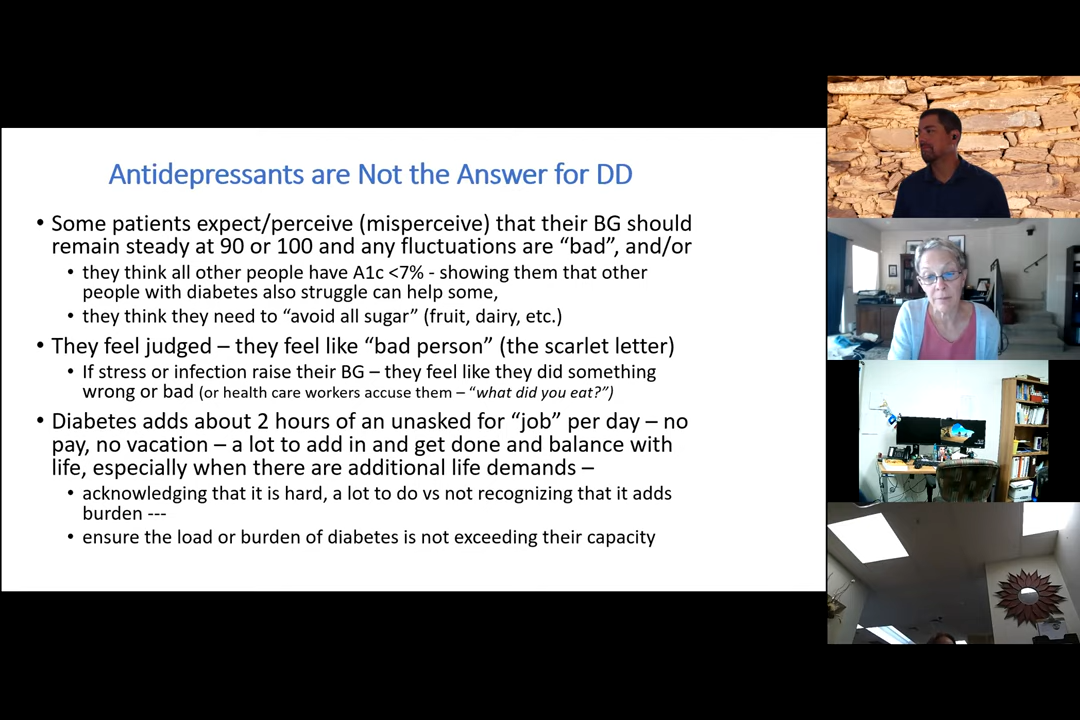 Antidepressants are Not the Answer for DD
• Some patients expect/perceive (misperceive) that their BG should
remain steady at 90 or 100 and any fluctuations are “bad”, and/or
• they think all other people have A1c <7% - showing them that other
people with diabetes also struggle can help some,
• they think they need to “avoid all sugar” (fruit, dairy, etc.)
• They feel judged – they feel like “bad person” (the scarlet letter)
• If stress or infection raise their BG – they feel like they did something
wrong or bad (or health care workers accuse them – “what did you eat?”)
• Diabetes adds about 2 hours of an unasked for “job” per day – no
pay, no vacation – a lot to add in and get done and balance with
life, especially when there are additional life demands –
• acknowledging that it is hard, a lot to do vs not recognizing that it adds
burden ---
• ensure the load or burden of diabetes is not exceeding their capacity